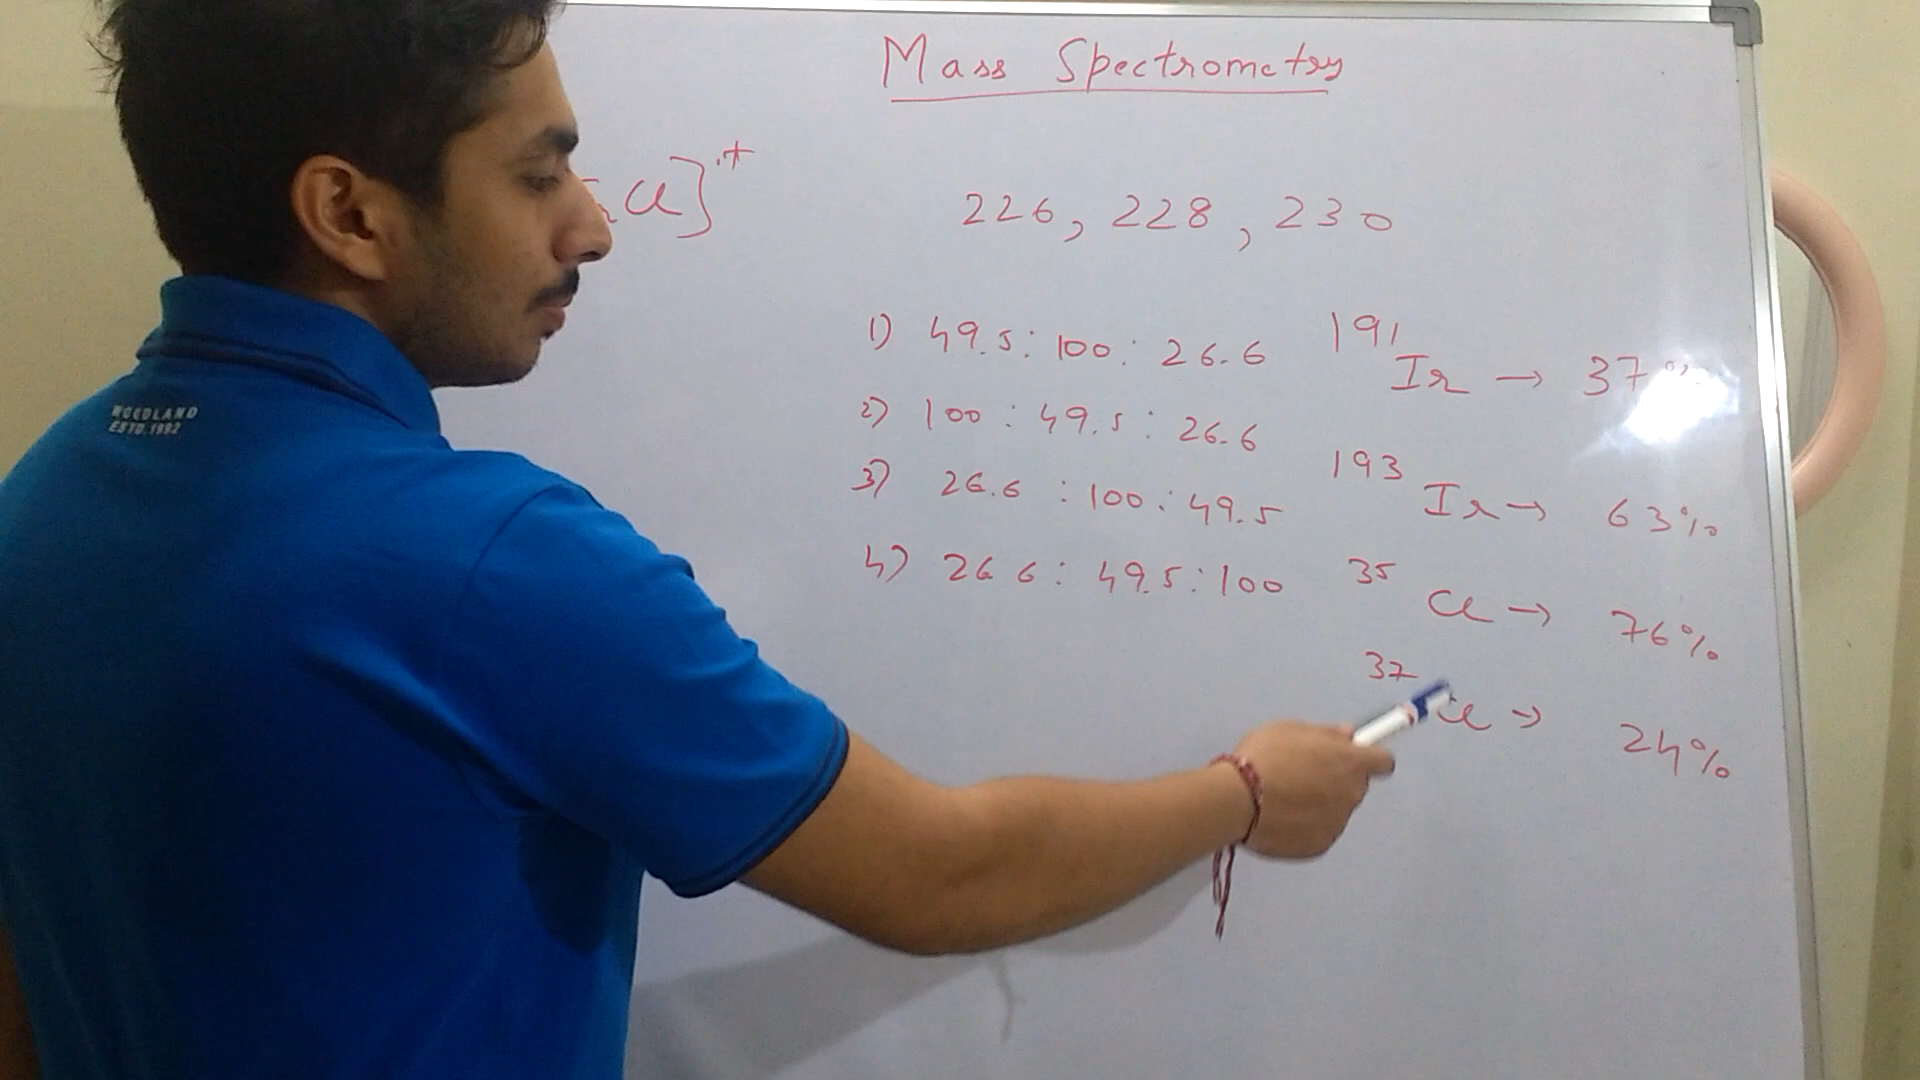 Mass Spectrometry
Cl]·+
226, 228, 230
1) 49.5 : 100 : 26.6
191 Ir → 37%
2) 100 : 49.5 : 26.6
193 Ir → 63%
3) 26.6 : 100 : 49.5
4) 26.6 : 49.5 : 100
35 Cl → 76%
37 Cl → 24%
WOODLAND
ESTD.1992